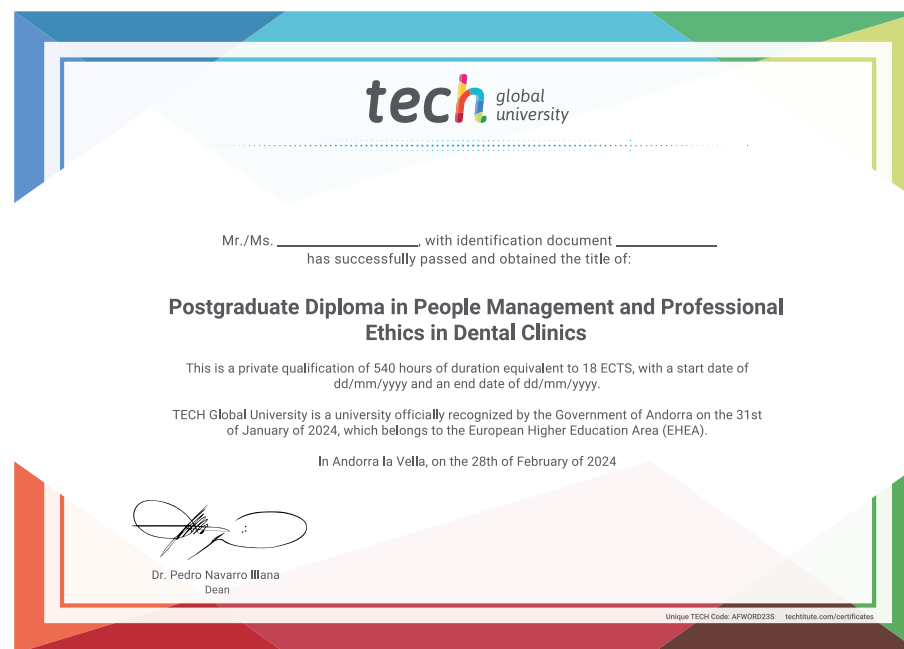 tech global university
Mr./Ms. ____________, with identification document ____________
has successfully passed and obtained the title of:
Postgraduate Diploma in People Management and Professional
Ethics in Dental Clinics
This is a private qualification of 540 hours of duration equivalent to 18 ECTS, with a start date of
dd/mm/yyyy and an end date of dd/mm/yyyy.
TECH Global University is a university officially recognized by the Government of Andorra on the 31st
of January of 2024, which belongs to the European Higher Education Area (EHEA).
In Andorra la Vella, on the 28th of February of 2024
Dr. Pedro Navarro Illana
Dean
Unique TECH Code: AFWORD23S techtitute.com/certificates